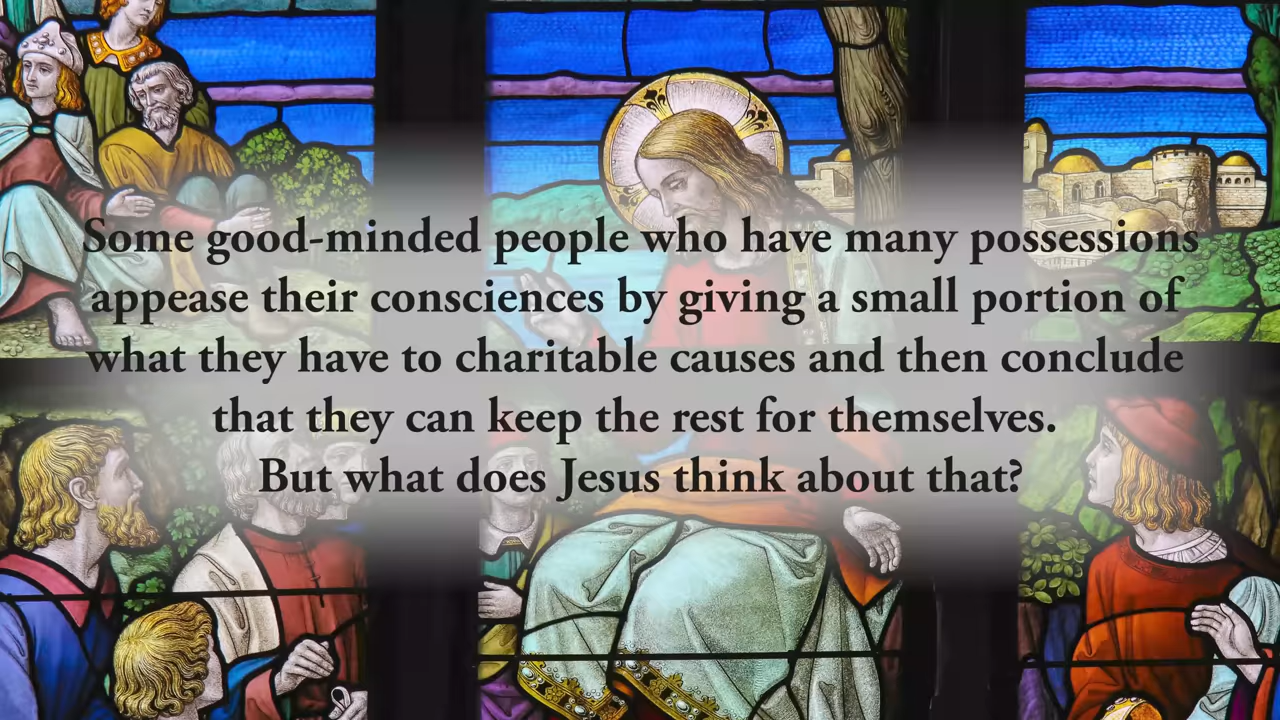 Some good-minded people who have many possessions
appease their consciences by giving a small portion of
what they have to charitable causes and then conclude
that they can keep the rest for themselves.
But what does Jesus think about that?